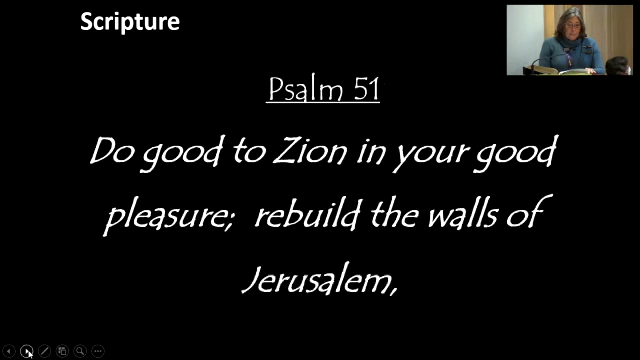 Scripture
Psalm 51
Do good to Zion in your good
pleasure;  rebuild the walls of
Jerusalem,